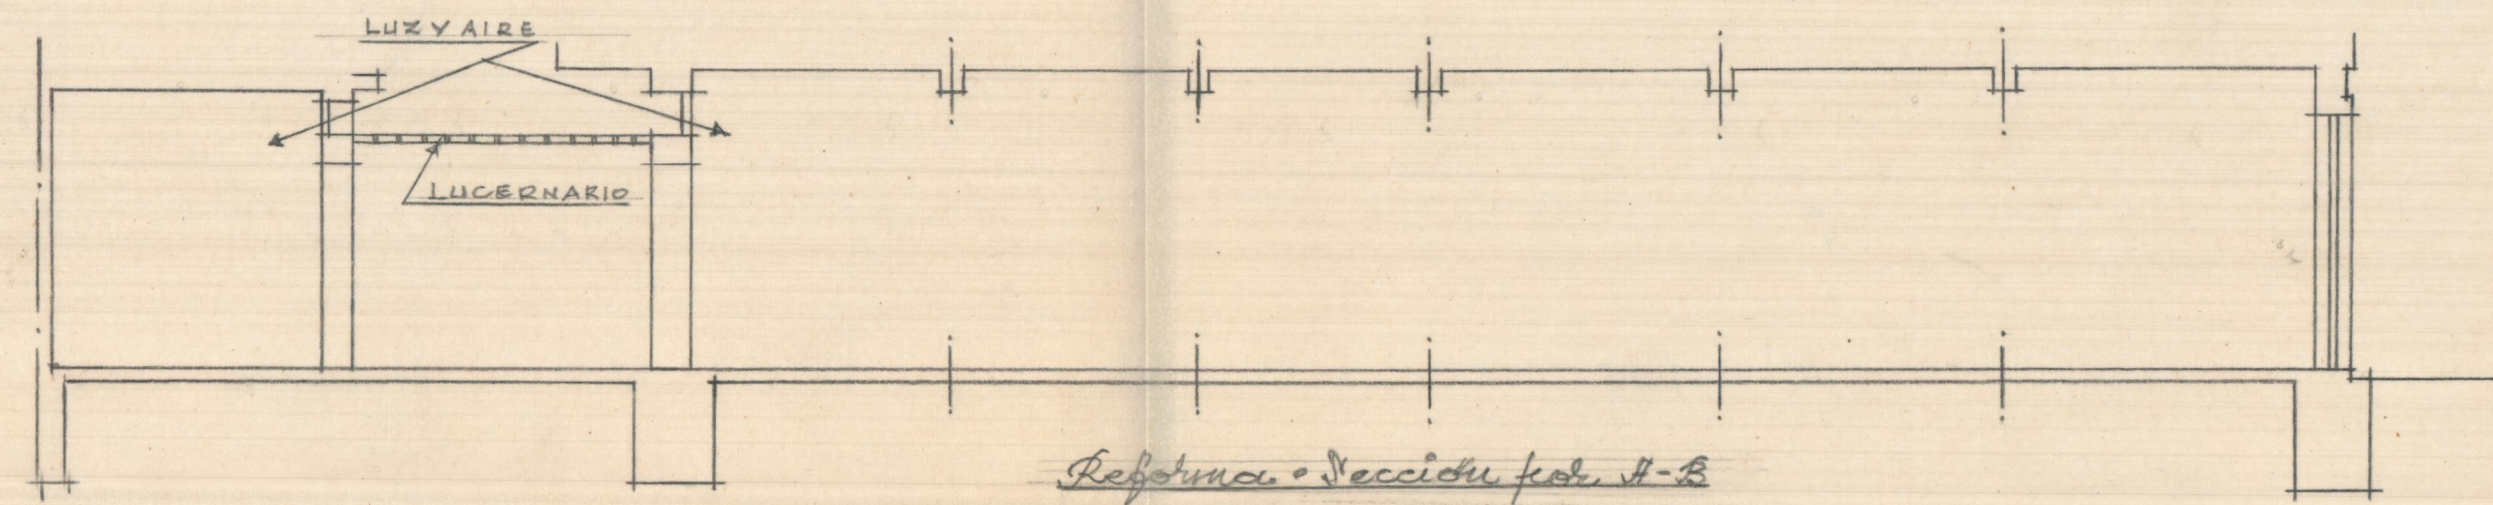 LUZ Y AIRE
LUCERNARIO
Reforma • Sección por A-B